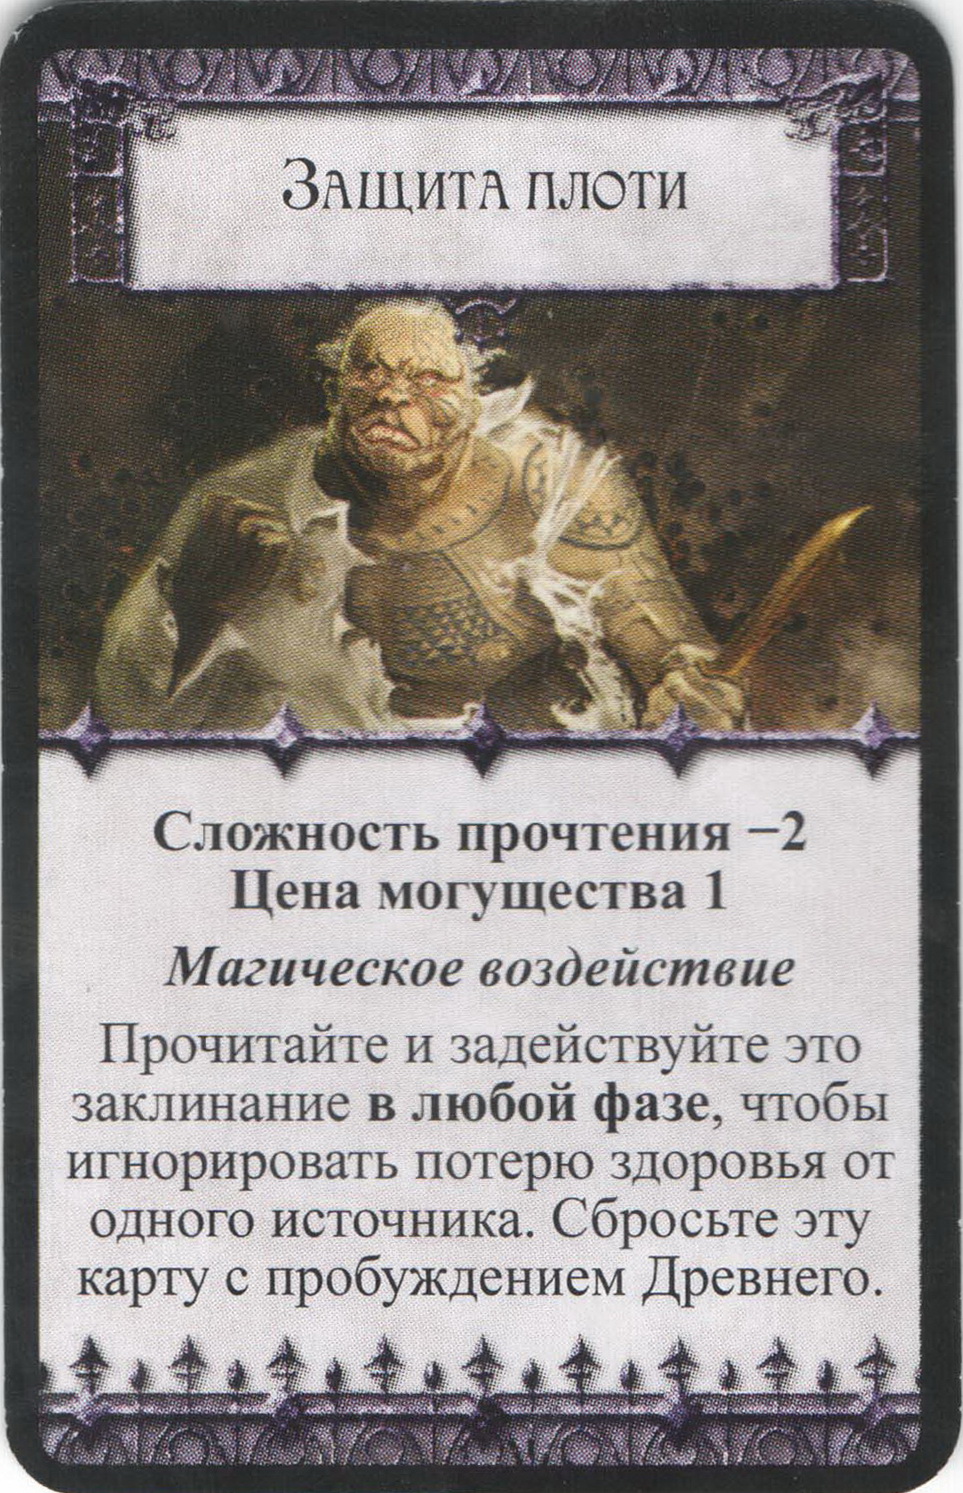 Защита плоти
Сложность прочтения −2
Цена могущества 1
Магическое воздействие
Прочитайте и задействуйте это
заклинание в любой фазе, чтобы
игнорировать потерю здоровья от
одного источника. Сбросьте эту
карту с пробуждением Древнего.